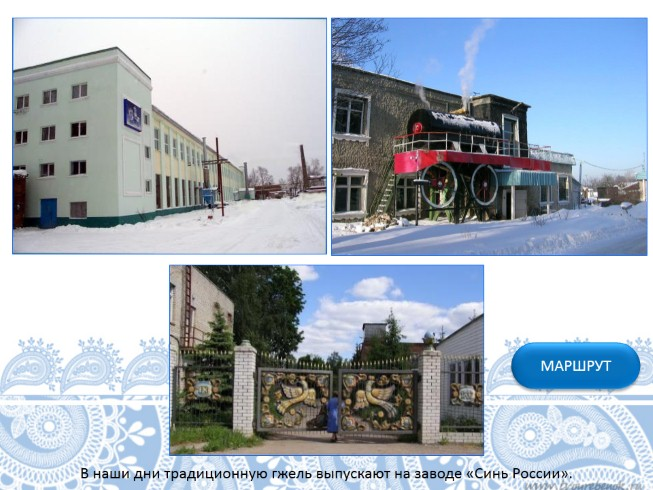 МАРШРУТ
В наши дни традиционную гжель выпускают на заводе «Синь России».